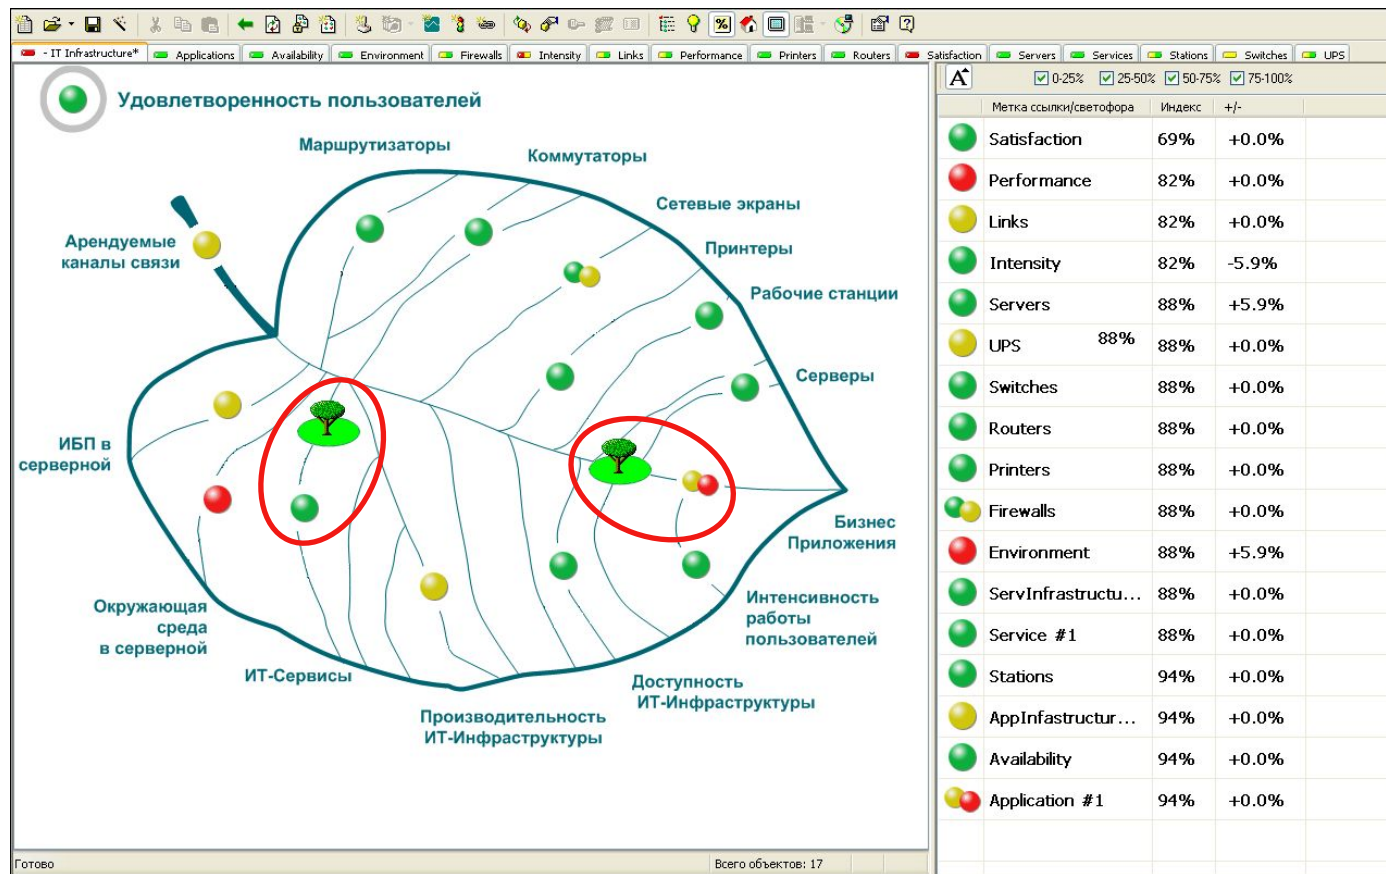 - IT Infrastructure*
Applications
Availability
Environment
Firewalls
Intensity
Links
Performance
Printers
Routers
Satisfaction
Servers
Services
Stations
Switches
UPS
Удовлетворенность пользователей
Маршрутизаторы
Коммутаторы
Сетевые экраны
Принтеры
Рабочие станции
Серверы
Арендуемые
каналы связи
ИБП в
серверной
Бизнес
Приложения
Окружающая
среда
в серверной
Интенсивность
работы
пользователей
ИТ-Сервисы
Доступность
ИТ-Инфраструктуры
Производительность
ИТ-Инфраструктуры
Готово
Всего объектов: 17
A
0-25% 25-50% 50-75% 75-100%
Метка ссылки/светофора Индекс +/-
Satisfaction 69% +0.0%
Performance 82% +0.0%
Links 82% +0.0%
Intensity 82% -5.9%
Servers 88% +5.9%
UPS 88% 88% +0.0%
Switches 88% +0.0%
Routers 88% +0.0%
Printers 88% +0.0%
Firewalls 88% +0.0%
Environment 88% +5.9%
ServInfrastructu... 88% +0.0%
Service #1 88% +0.0%
Stations 94% +0.0%
AppInfastructur... 94% +0.0%
Availability 94% +0.0%
Application #1 94% +0.0%